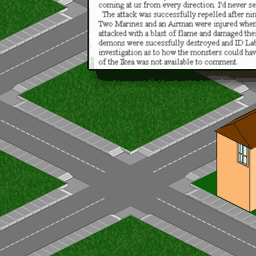 coming at us from every direction. I'd never se
The attack was successfully repelled after nin
Two Marines and an Airman were injured when
attacked with a blast of flame and damaged the
demons were sucessfully destroyed and ID Lab
investigation as to how the monsters could hav
of the Ikea was not available to comment.